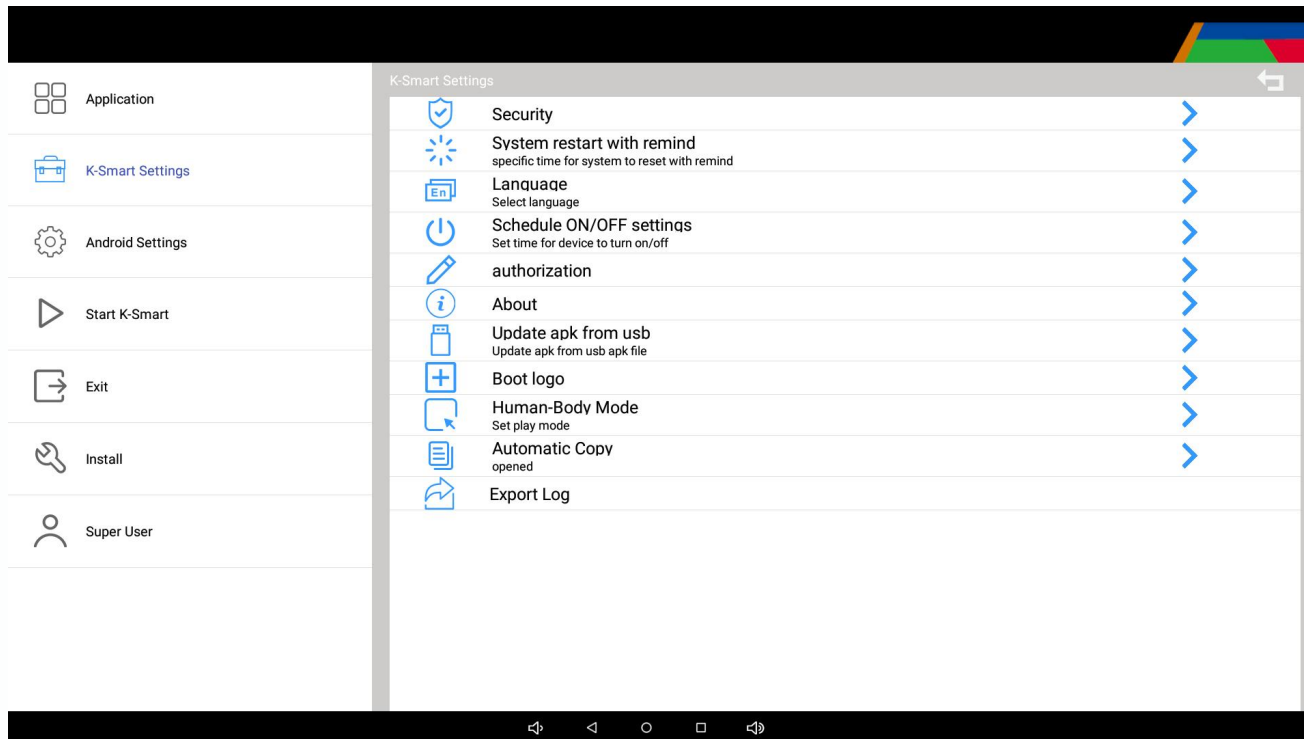 Application
K-Smart Settings
Android Settings
Start K-Smart
Exit
Install
Super User
K-Smart Settings
Security
System restart with remind
specific time for system to reset with remind
En
Language
Select language
Schedule ON/OFF settings
Set time for device to turn on/off
authorization
i
About
Update apk from usb
Update apk from usb apk file
Boot logo
Human-Body Mode
Set play mode
Automatic Copy
opened
Export Log